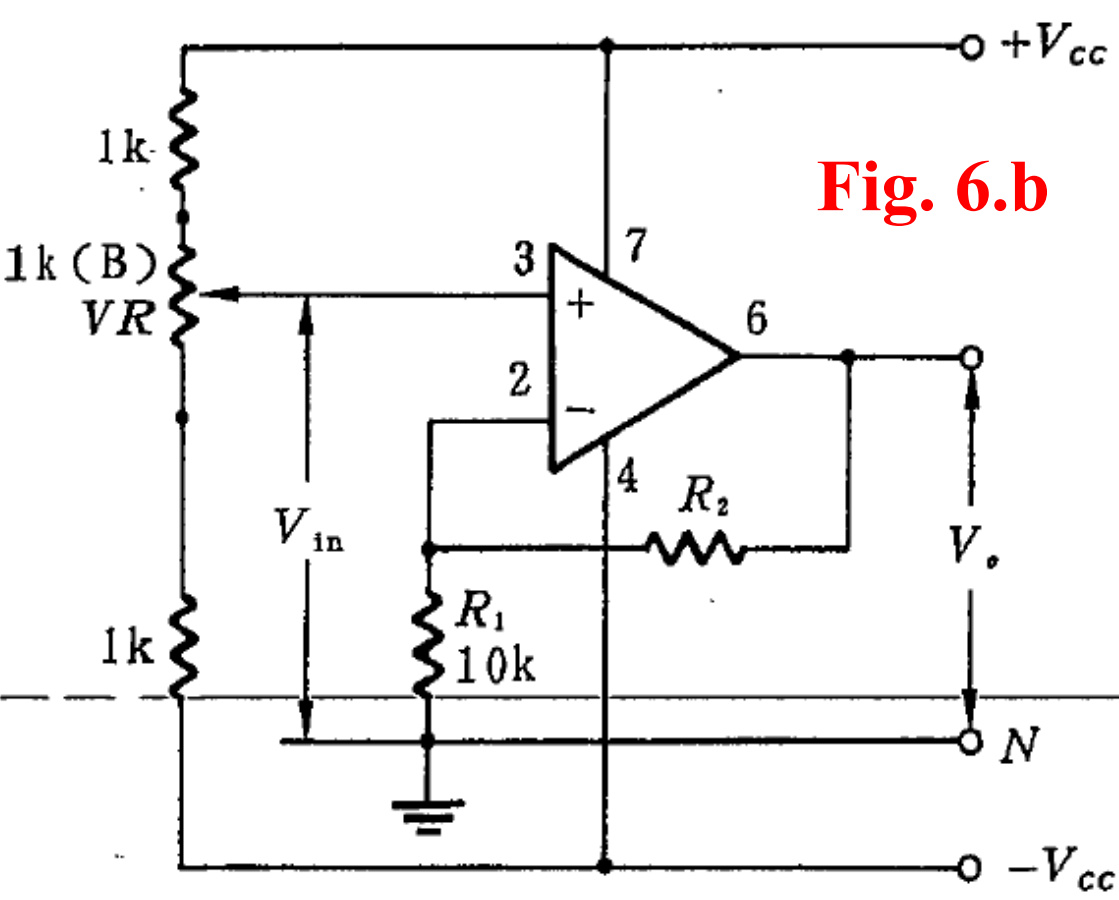 +Vcc
1k
Fig. 6.b
1k(B)
VR
3
7
+
6
2
-
4
R₂
Vin
Vo
R₁
10k
1k
N
-Vcc